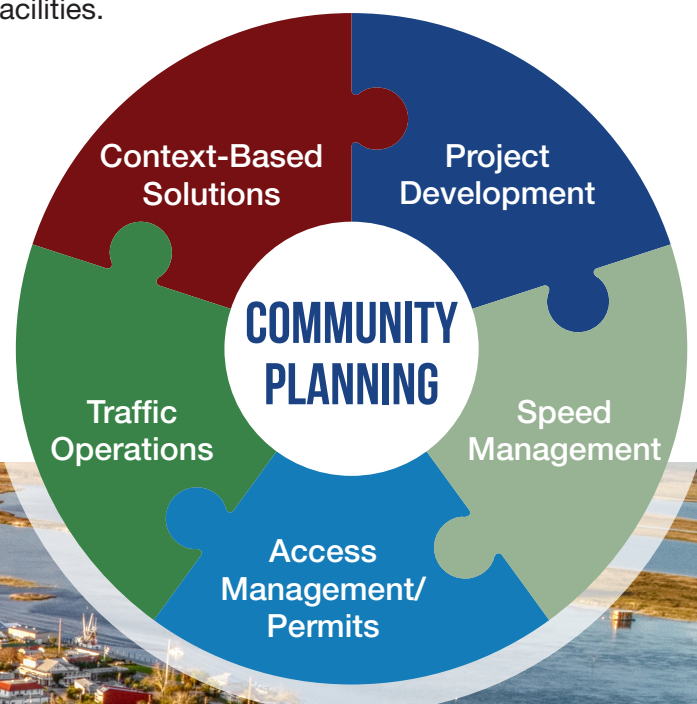 acilities.
Context-Based
Solutions
Project
Development
COMMUNITY
PLANNING
Traffic
Operations
Speed
Management
Access
Management/
Permits